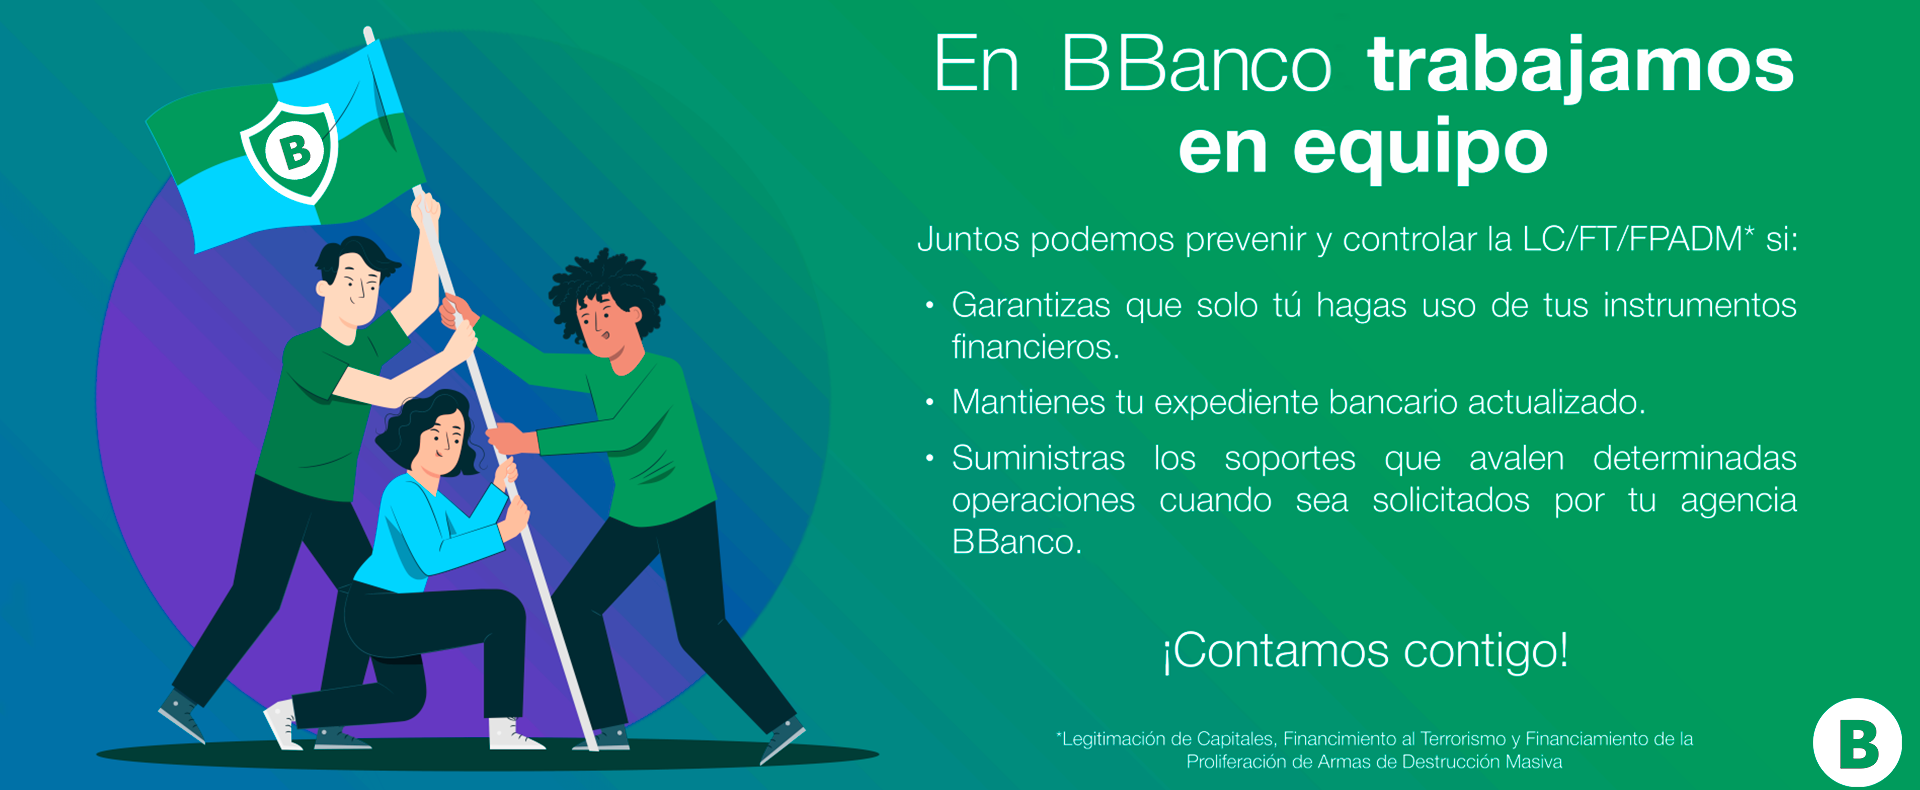 B
En BBanco trabajamos
en equipo
Juntos podemos prevenir y controlar la LC/FT/FPADM* si:
• Garantizas que solo tú hagas uso de tus instrumentos
financieros.
• Mantienes tu expediente bancario actualizado.
• Suministras los soportes que avalen determinadas
operaciones cuando sea solicitados por tu agencia
BBanco.
¡Contamos contigo!
*Legitimación de Capitales, Financimiento al Terrorismo y Financiamiento de la
Proliferación de Armas de Destrucción Masiva
B